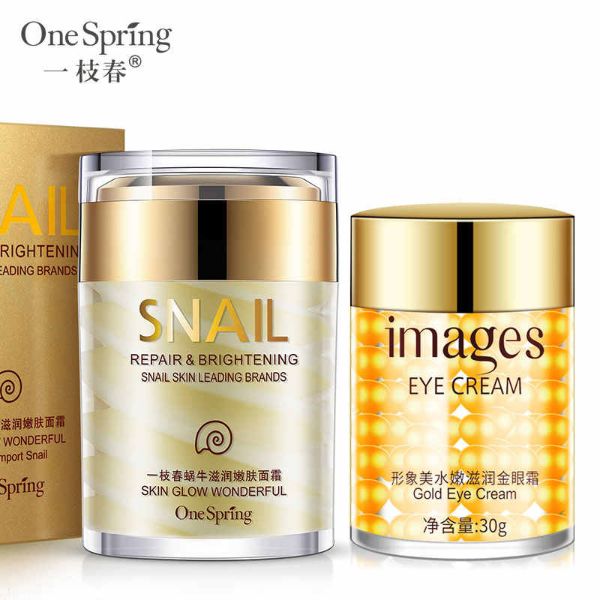 OneSpring
一枝春®
AIL
BRIGHTENIN
LEADING BRANDS
滋润嫩肤面霜
WONDERFUL
mport Snail
Spring
SNAIL
REPAIR & BRIGHTENING
SNAIL SKIN LEADING BRANDS
一枝春蜗牛滋润嫩肤面霜
SKIN GLOW WONDERFUL
OneSpring
images
EYE CREAM
形象美水嫩滋润金眼霜
Gold Eye Cream
净含量:30g